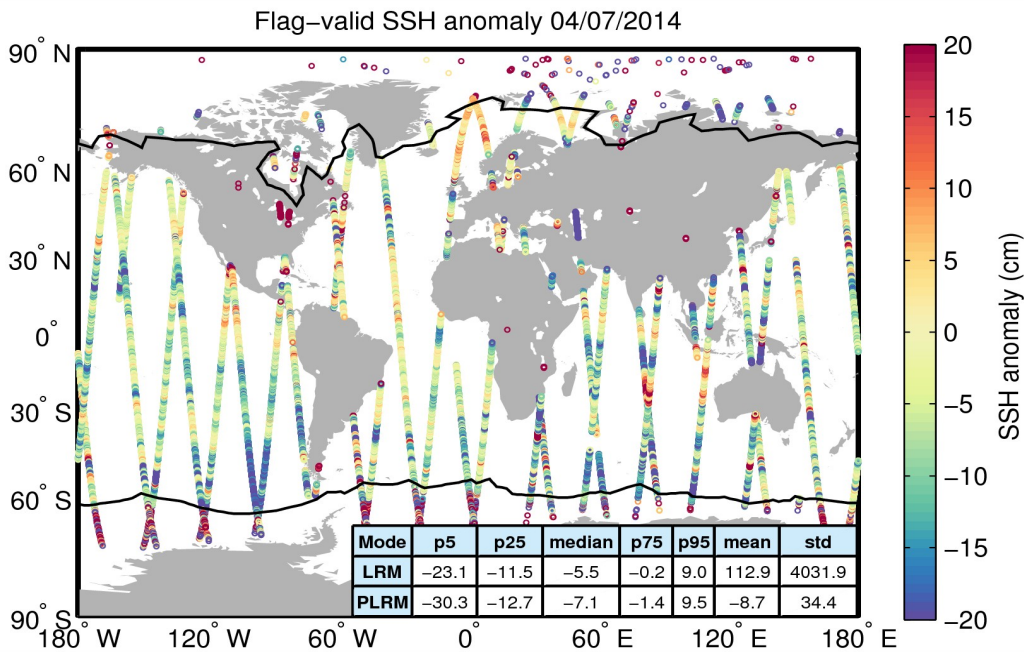 Flag−valid SSH anomaly 04/07/2014
90° N
60° N
30° N
0°
30° S
60° S
90° S
180° W
120° W
60° W
0°
60° E
120° E
180° E
Mode p5 p25 median p75 p95 mean std
LRM −23.1 −11.5 −5.5 −0.2 9.0 112.9 4031.9
PLRM −30.3 −12.7 −7.1 −1.4 9.5 −8.7 34.4
20
15
10
5
0
−5
−10
−15
−20
SSH anomaly (cm)